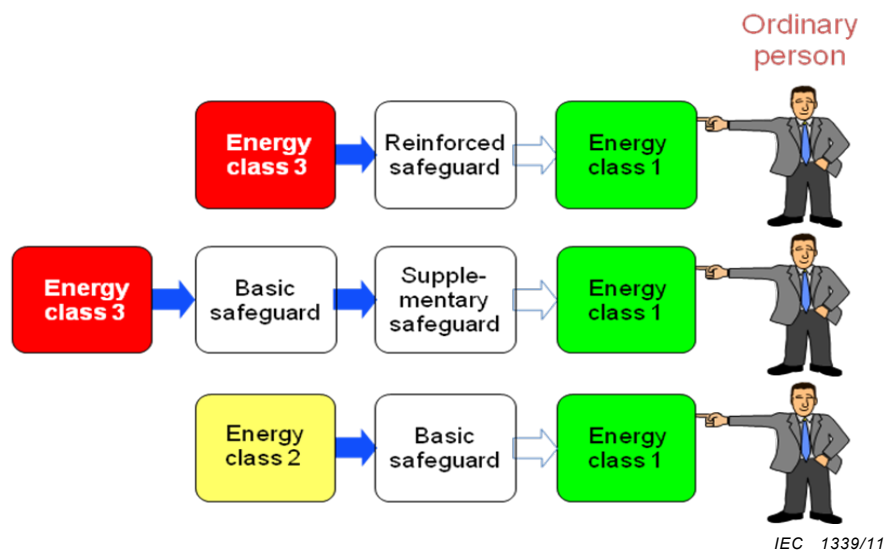 Ordinary
person
Energy
class 3
Reinforced
safeguard
Energy
class 1
Energy
class 3
Basic
safeguard
Supple-
mentary
safeguard
Energy
class 1
Energy
class 2
Basic
safeguard
Energy
class 1
IEC 1339/11